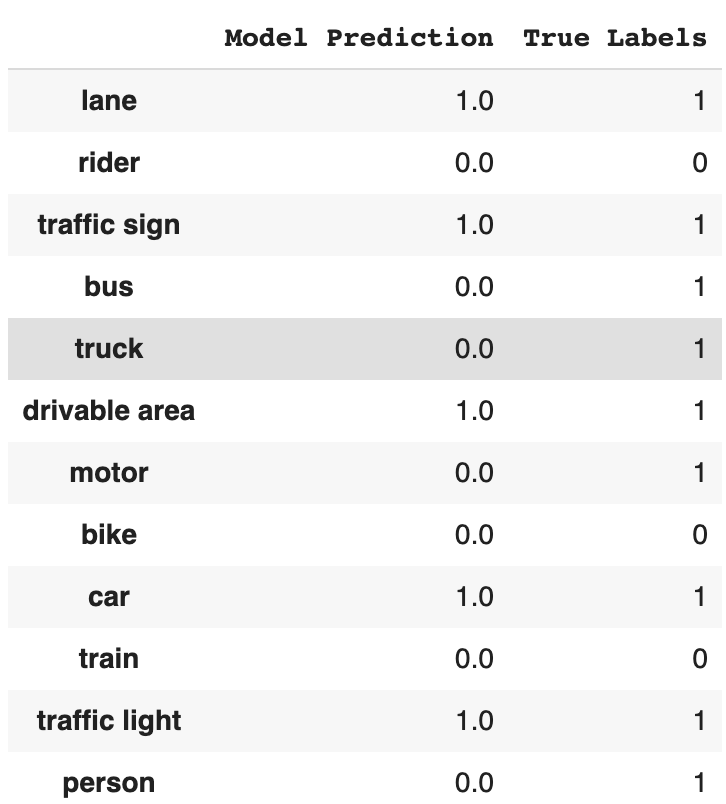 Model Prediction True Labels
lane 1.0 1
rider 0.0 0
traffic sign 1.0 1
bus 0.0 1
truck 0.0 1
drivable area 1.0 1
motor 0.0 1
bike 0.0 0
car 1.0 1
train 0.0 0
traffic light 1.0 1
person 0.0 1